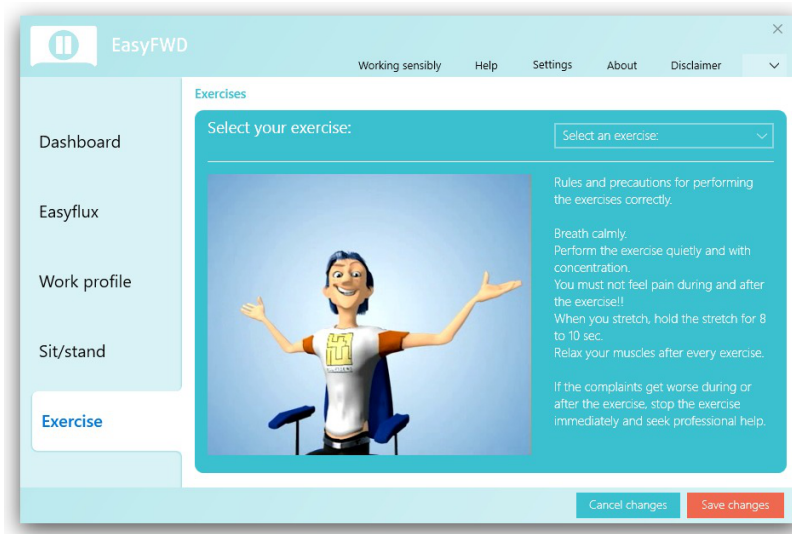 EasyFWD
Working sensibly
Help
Settings
About
Disclaimer
Exercises
Dashboard
Easyflux
Work profile
Sit/stand
Exercise
Select your exercise:
Select an exercise:
Rules and precautions for performing
the exercises correctly.
Breath calmly.
Perform the exercise quietly and with
concentration.
You must not feel pain during and after
the exercise!!
When you stretch, hold the stretch for 8
to 10 sec.
Relax your muscles after every exercise.
If the complaints get worse during or
after the exercise, stop the exercise
immediately and seek professional help.
Cancel changes
Save changes